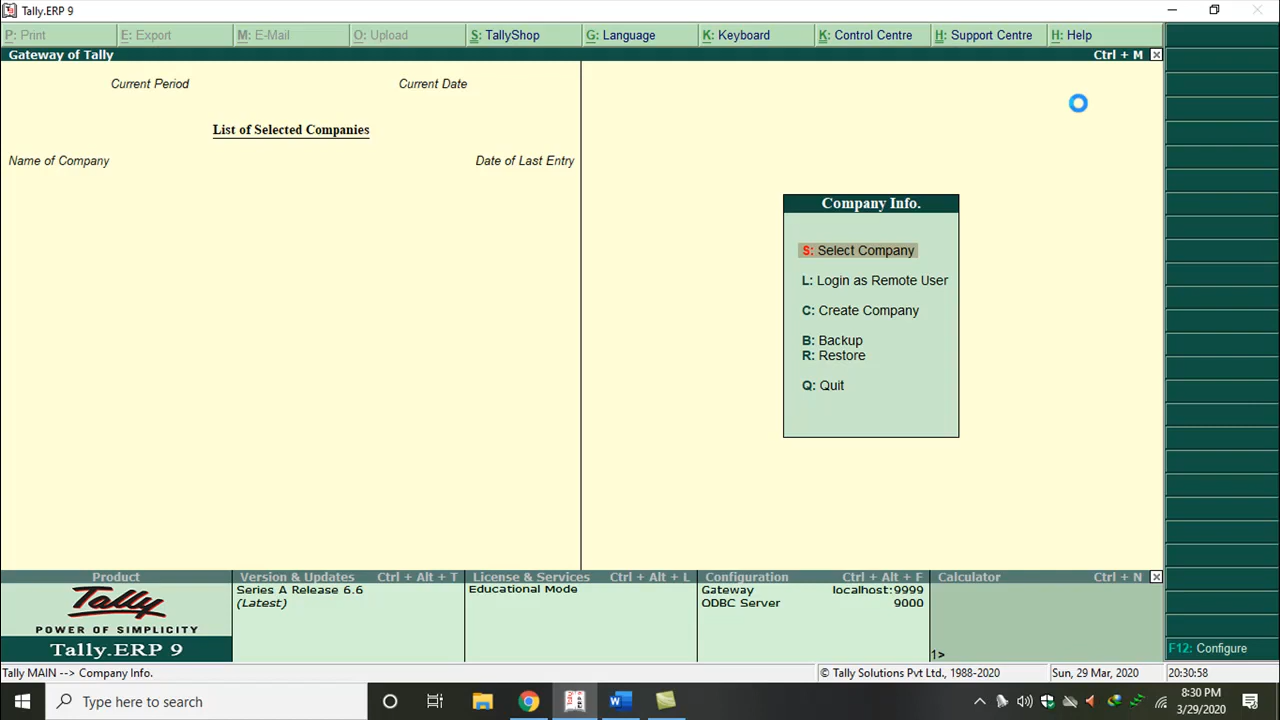 Tally.ERP 9
P: Print
E: Export
M: E-Mail
O: Upload
S: TallyShop
G: Language
K: Keyboard
K: Control Centre
H: Support Centre
H: Help
Gateway of Tally
Ctrl + M
Current Period
Current Date
List of Selected Companies
Name of Company
Date of Last Entry
Company Info.
S: Select Company
L: Login as Remote User
C: Create Company
B: Backup
R: Restore
Q: Quit
Product
Tally
POWER OF SIMPLICITY
Tally.ERP 9
Version & Updates Ctrl + Alt + T
Series A Release 6.6
(Latest)
License & Services Ctrl + Alt + L
Educational Mode
Configuration Ctrl + Alt + F
Gateway localhost:9999
ODBC Server 9000
Calculator Ctrl + N
1>
F12: Configure
Tally MAIN --> Company Info.
© Tally Solutions Pvt Ltd., 1988-2020
Sun, 29 Mar, 2020
20:30:58
Type here to search
8:30 PM
3/29/2020